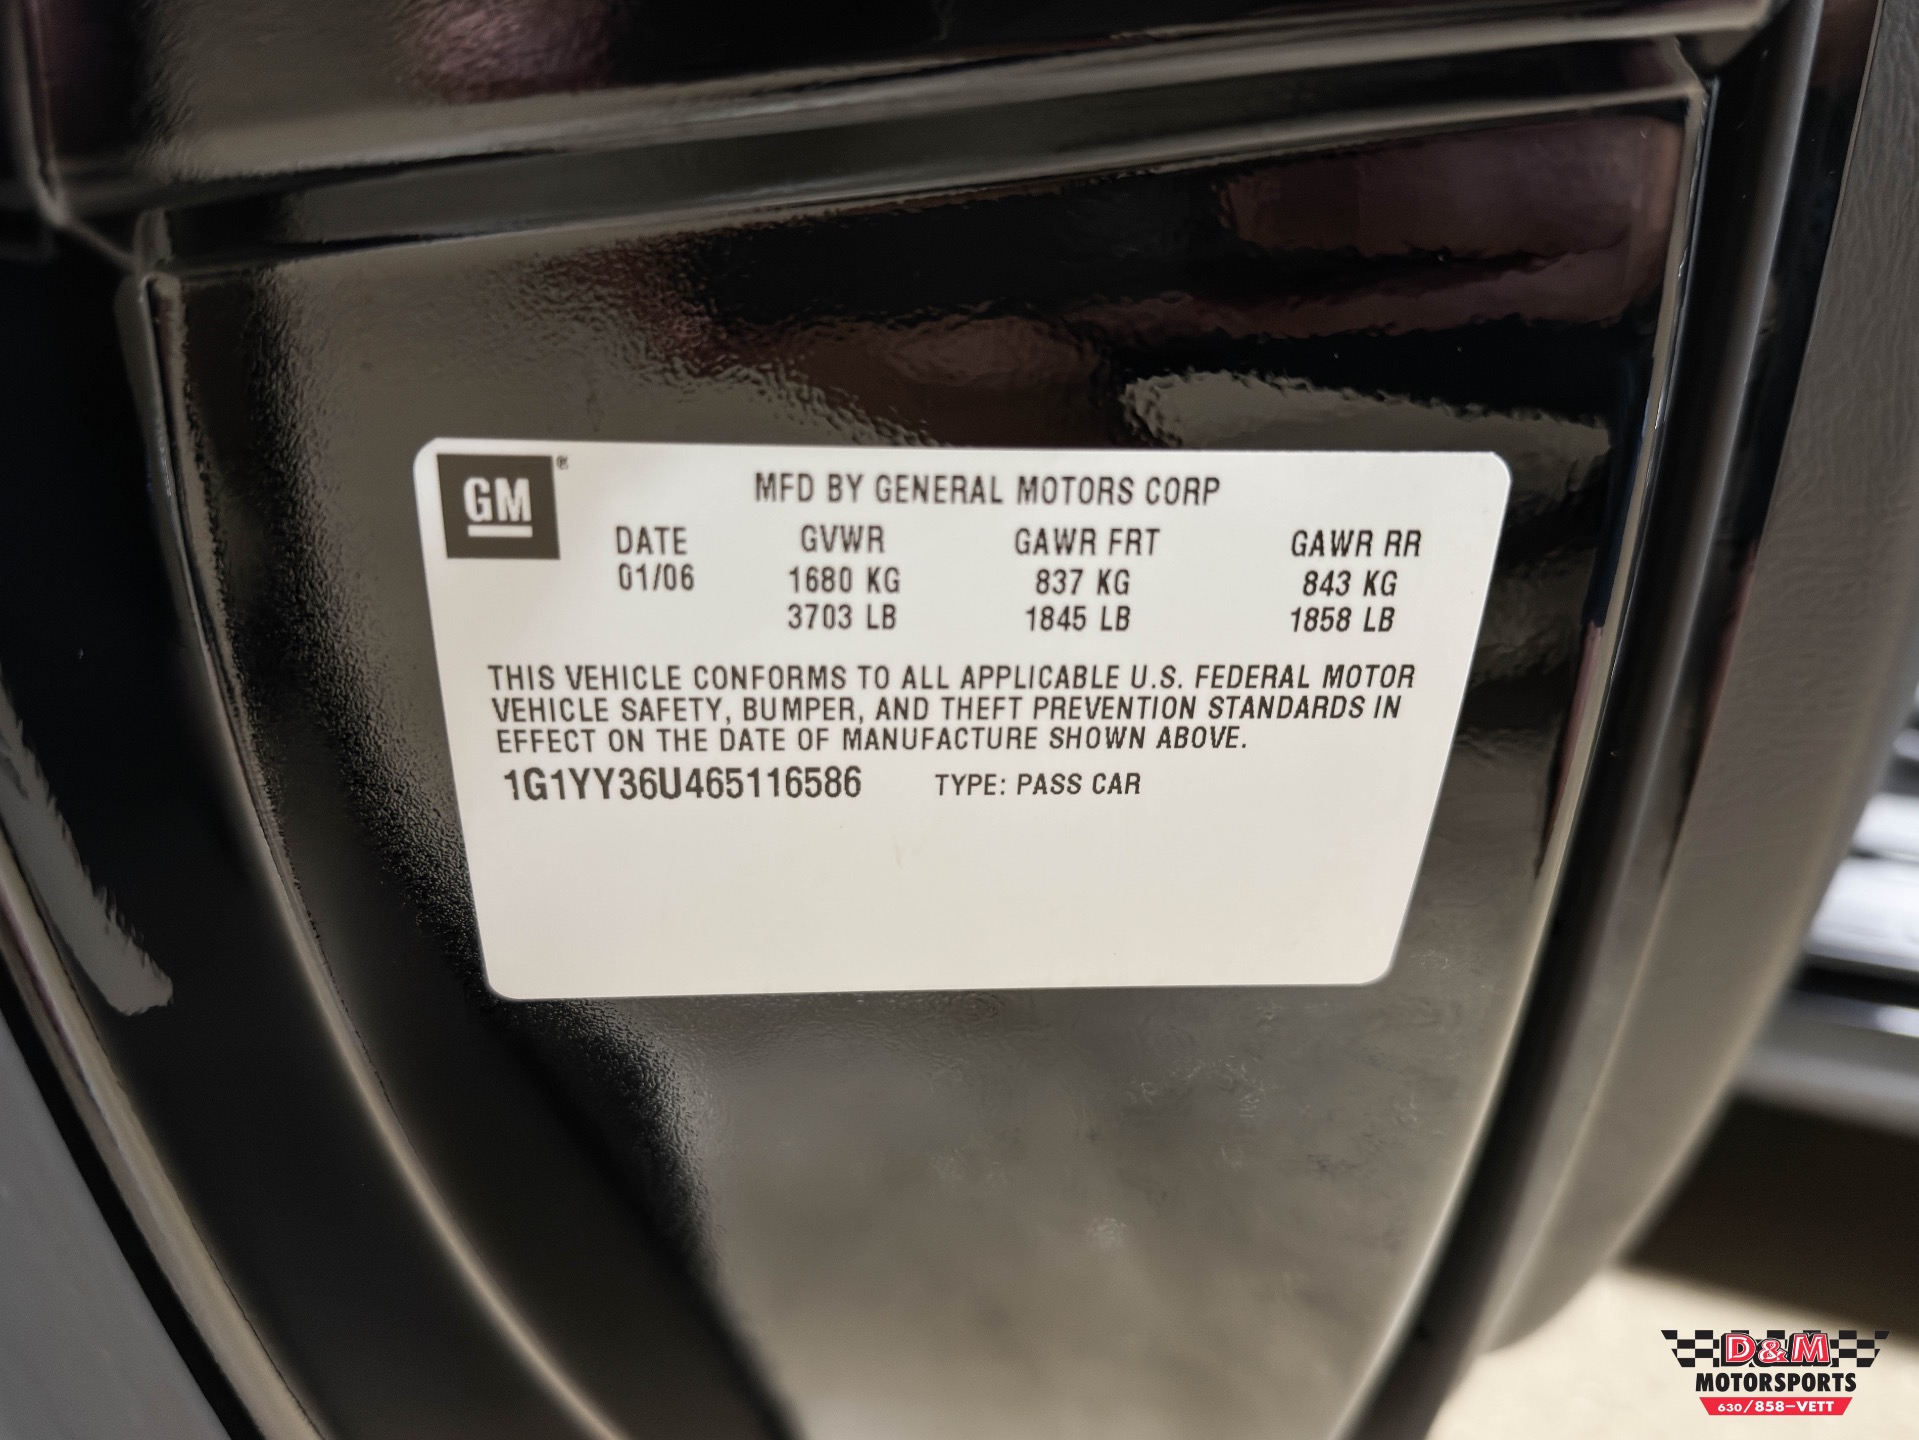 GM ®
MFD BY GENERAL MOTORS CORP
DATE GVWR GAWR FRT GAWR RR
01/06 1680 KG 837 KG 843 KG
3703 LB 1845 LB 1858 LB
THIS VEHICLE CONFORMS TO ALL APPLICABLE U.S. FEDERAL MOTOR
VEHICLE SAFETY, BUMPER, AND THEFT PREVENTION STANDARDS IN
EFFECT ON THE DATE OF MANUFACTURE SHOWN ABOVE.
1G1YY36U465116586 TYPE: PASS CAR
D&M
MOTORSPORTS
630/858-VETT